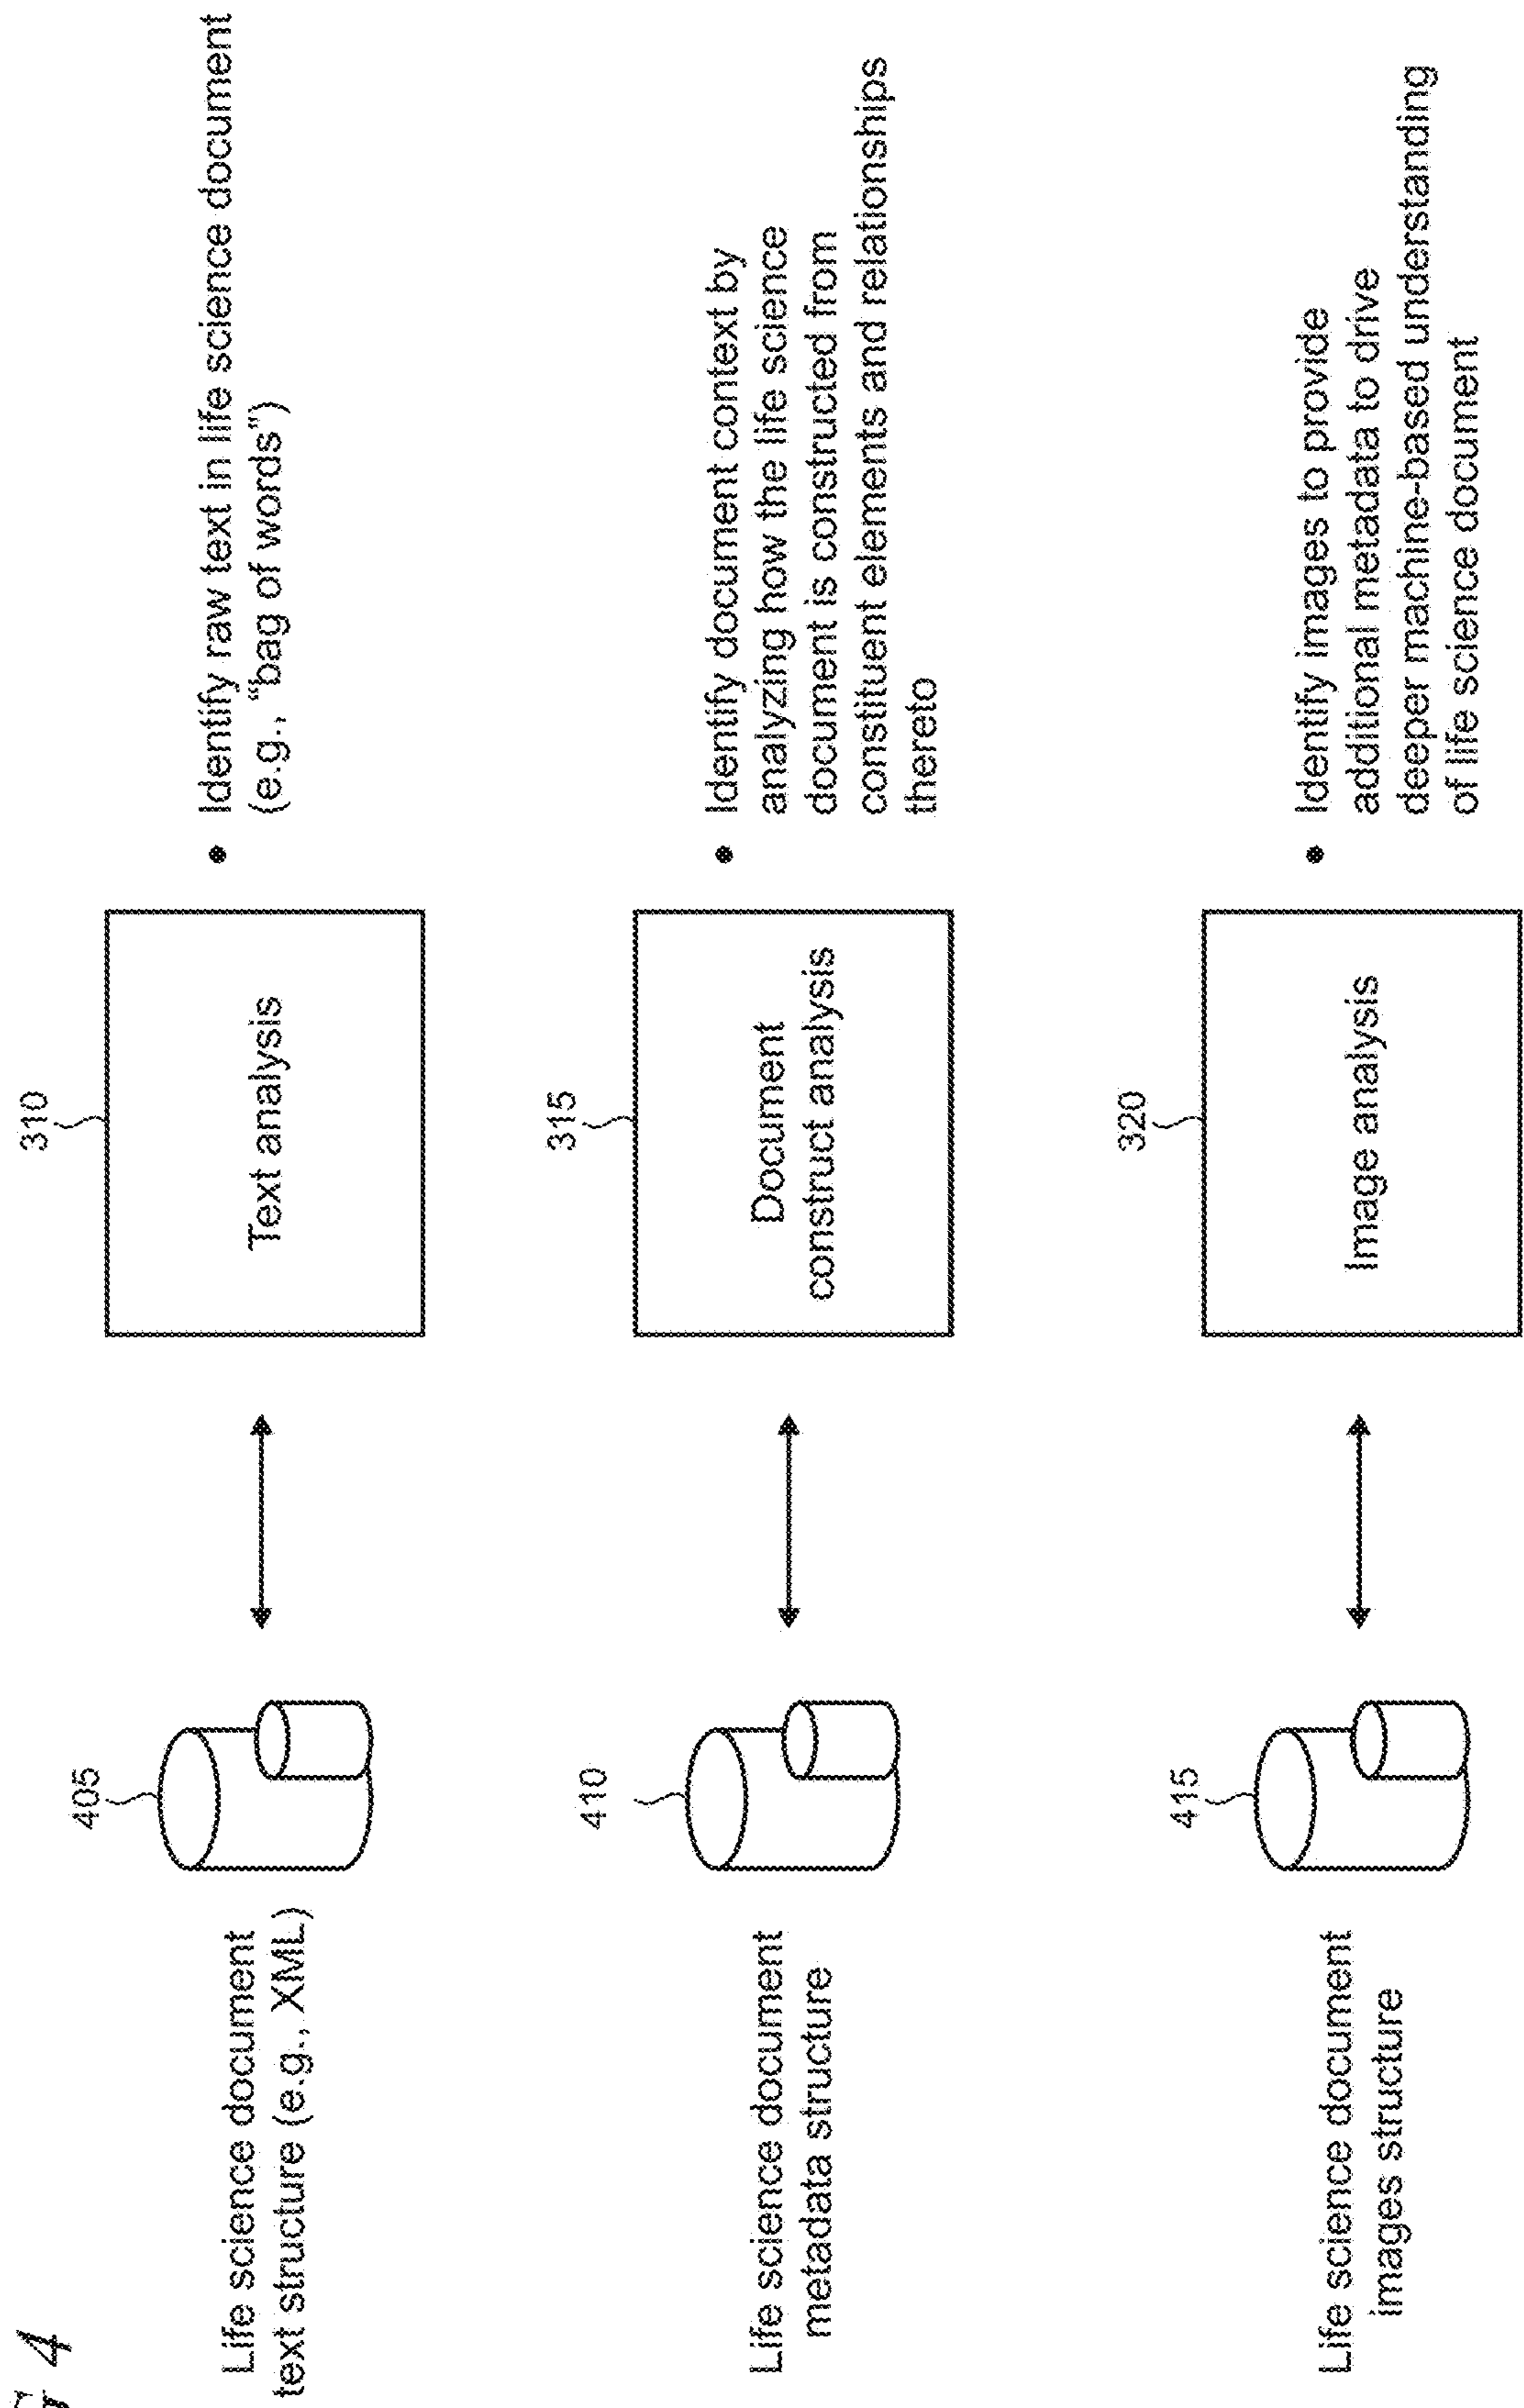 G 4
Life science document
text structure (e.g., XML)
405
310
Text analysis
• Identify raw text in life science document
(e.g., "bag of words")
Life science document
metadata structure
410
315
Document
construct analysis
• Identify document context by
analyzing how the life science
document is constructed from
constituent elements and relationships
thereto
Life science document
images structure
415
320
Image analysis
• Identify images to provide
additional metadata to drive
deeper machine-based understanding
of life science document